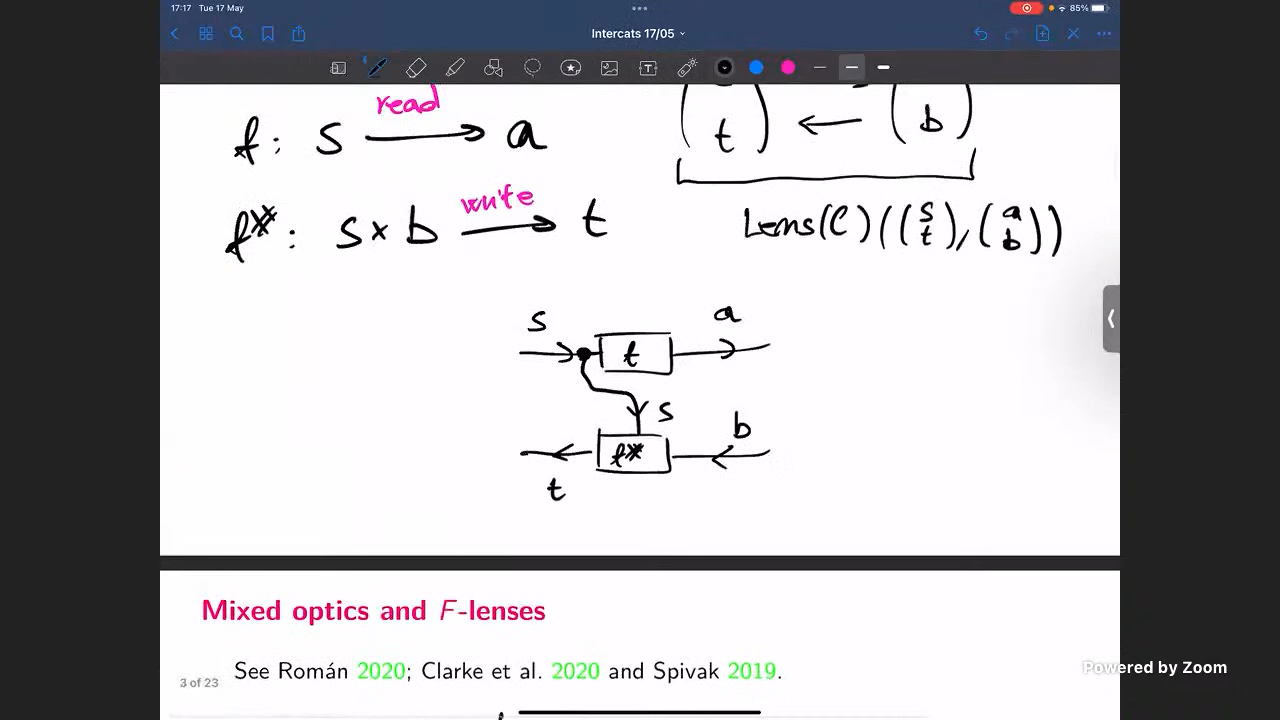 17:17 Tue 17 May
85%
Intercats 17/05
read
f: s → a
t ← b
write
f*: s × b → t
Lens(C)((s t), (a b))
s
a
t
s
b
f*
t
Mixed optics and F-lenses
See Román 2020; Clarke et al. 2020 and Spivak 2019.
3 of 23
Powered by Zoom